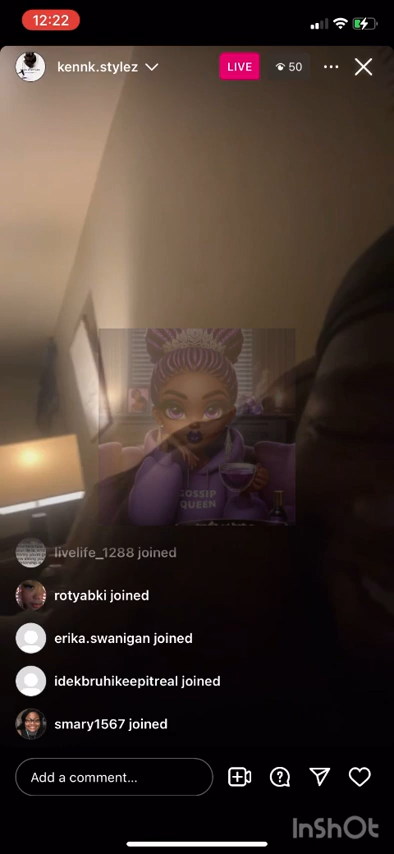 12:22
kennk.stylez
LIVE
50
GOSSIP
QUEEN
livelife_1288 joined
rotyabki joined
erika.swanigan joined
idekbruhikeepitreal joined
smary1567 joined
Add a comment...
InShOt